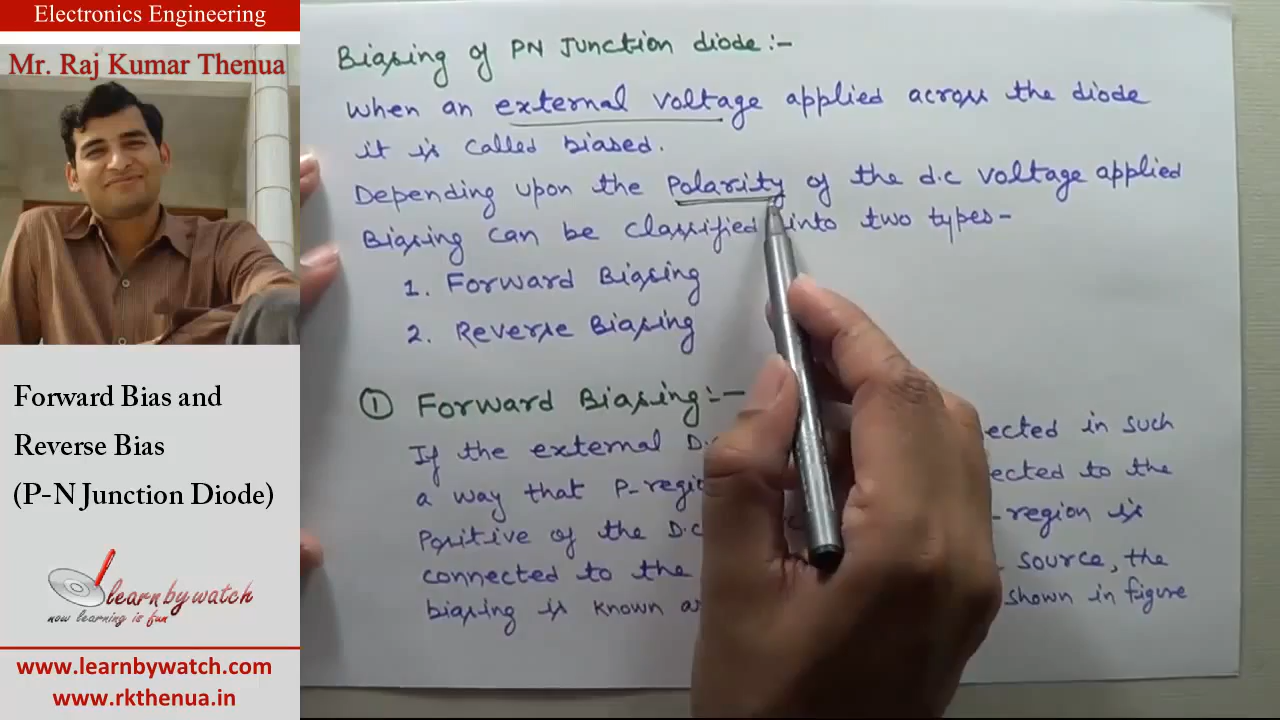 Electronics Engineering
Mr. Raj Kumar Thenua
Forward Bias and
Reverse Bias
(P-N Junction Diode)
learnbywatch
now learning is fun
www.learnbywatch.com
www.rkthenua.in
Biasing of PN Junction diode:-
When an external voltage applied across the diode
it is called biased.
Depending upon the Polarity of the d.c voltage applied
Biasing can be classified into two types-
1. Forward Biasing
2. Reverse Biasing
① Forward Biasing:-
If the external D. ected in such
a way that P-reg ected to the
Positive of the D.C -region is
connected to the source, the
biasing is known a shown in figure